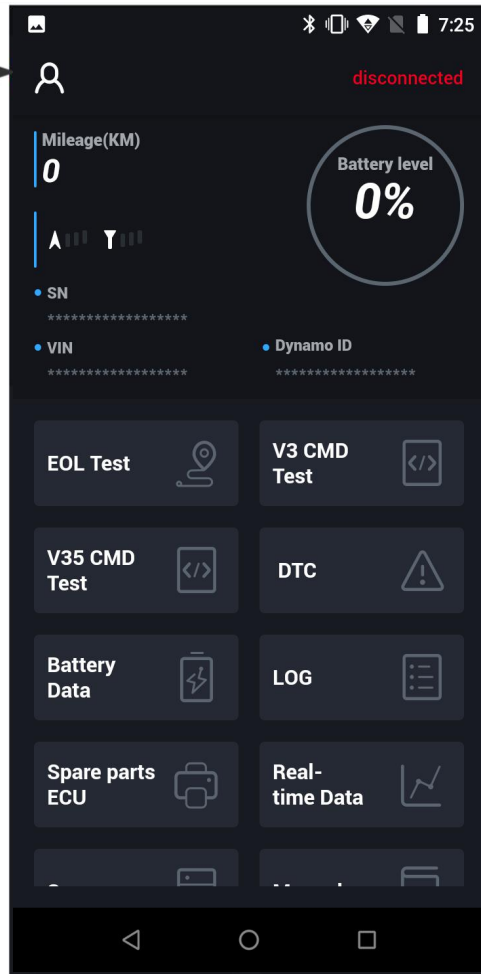 7:25
disconnected
Mileage(KM)
0
Battery level
0%
SN
******************
VIN
******************
Dynamo ID
******************
EOL Test
V3 CMD
Test
V35 CMD
Test
DTC
Battery
Data
LOG
Spare parts
ECU
Real-
time Data